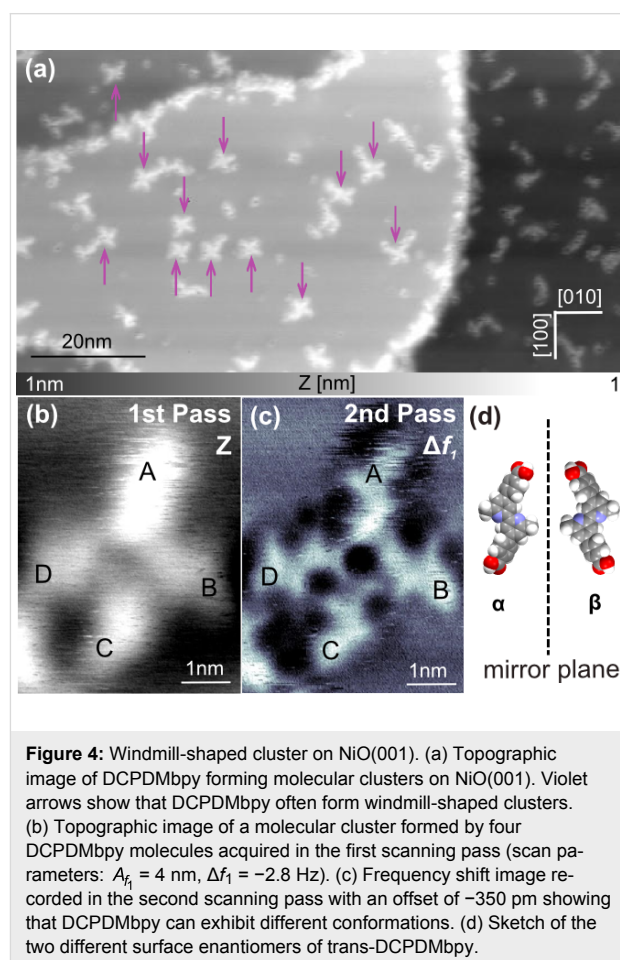 (a)
[010]
[100]
20nm
1nm Z [nm] 1
(b) 1st Pass
Z
A
D
B
C
1nm
(c) 2nd Pass
Δf₁
A
D
B
C
1nm
(d)
α β
mirror plane
Figure 4: Windmill-shaped cluster on NiO(001). (a) Topographic
image of DCPDMbpy forming molecular clusters on NiO(001). Violet
arrows show that DCPDMbpy often form windmill-shaped clusters.
(b) Topographic image of a molecular cluster formed by four
DCPDMbpy molecules acquired in the first scanning pass (scan pa-
rameters: A_f₁ = 4 nm, Δf₁ = −2.8 Hz). (c) Frequency shift image re-
corded in the second scanning pass with an offset of −350 pm showing
that DCPDMbpy can exhibit different conformations. (d) Sketch of the
two different surface enantiomers of trans-DCPDMbpy.